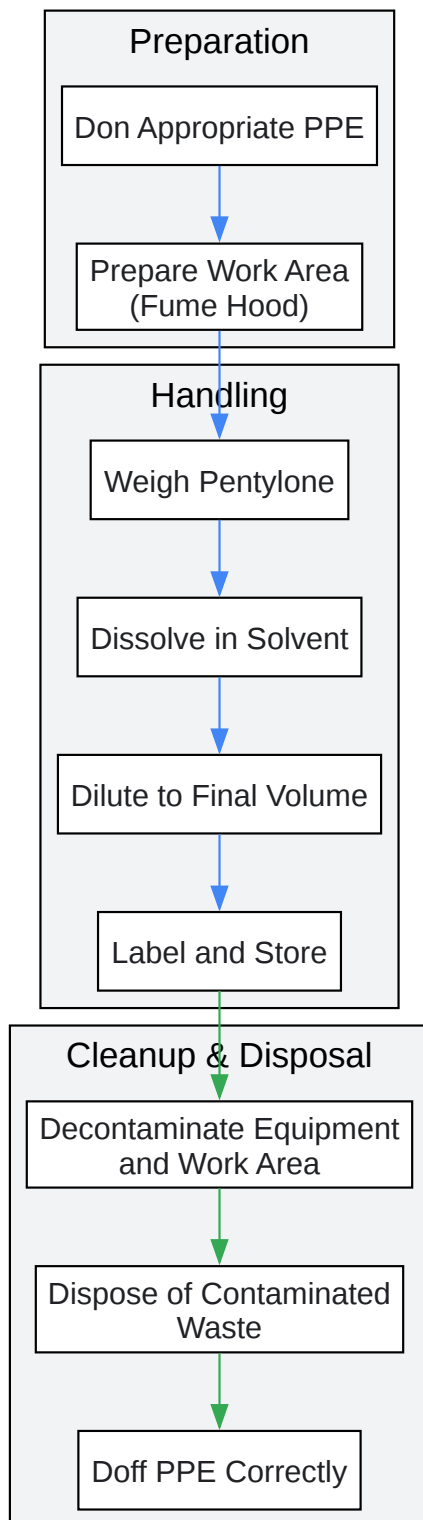 Preparation
Don Appropriate PPE
Prepare Work Area
(Fume Hood)
Handling
Weigh Pentylone
Dissolve in Solvent
Dilute to Final Volume
Label and Store
Cleanup & Disposal
Decontaminate Equipment
and Work Area
Dispose of Contaminated
Waste
Doff PPE Correctly